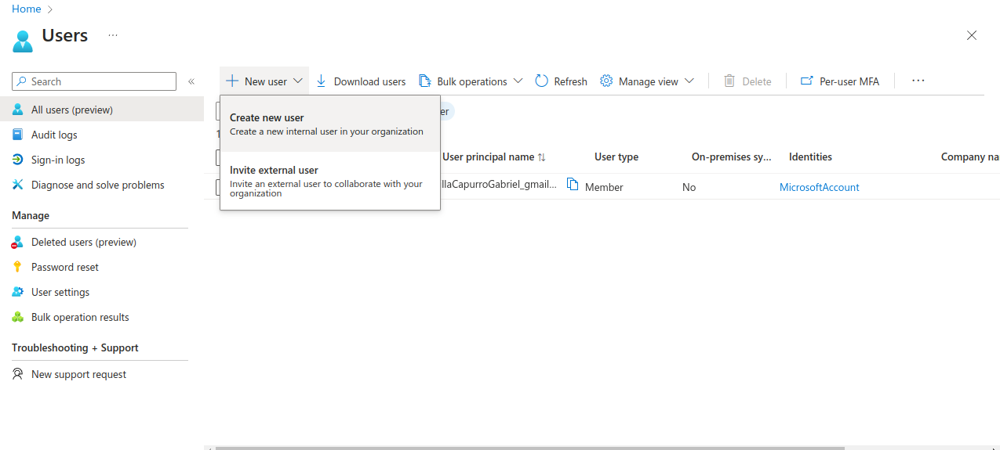 Home
Users
Search
New user
Download users
Bulk operations
Refresh
Manage view
Delete
Per-user MFA
All users (preview)
Audit logs
Sign-in logs
Diagnose and solve problems
Manage
Deleted users (preview)
Password reset
User settings
Bulk operation results
Troubleshooting + Support
New support request
Create new user
Create a new internal user in your organization
Invite external user
Invite an external user to collaborate with your
organization
er
User principal name
User type
On-premises sy...
Identities
Company na
llaCapurroGabriel_gmail...
Member
No
MicrosoftAccount